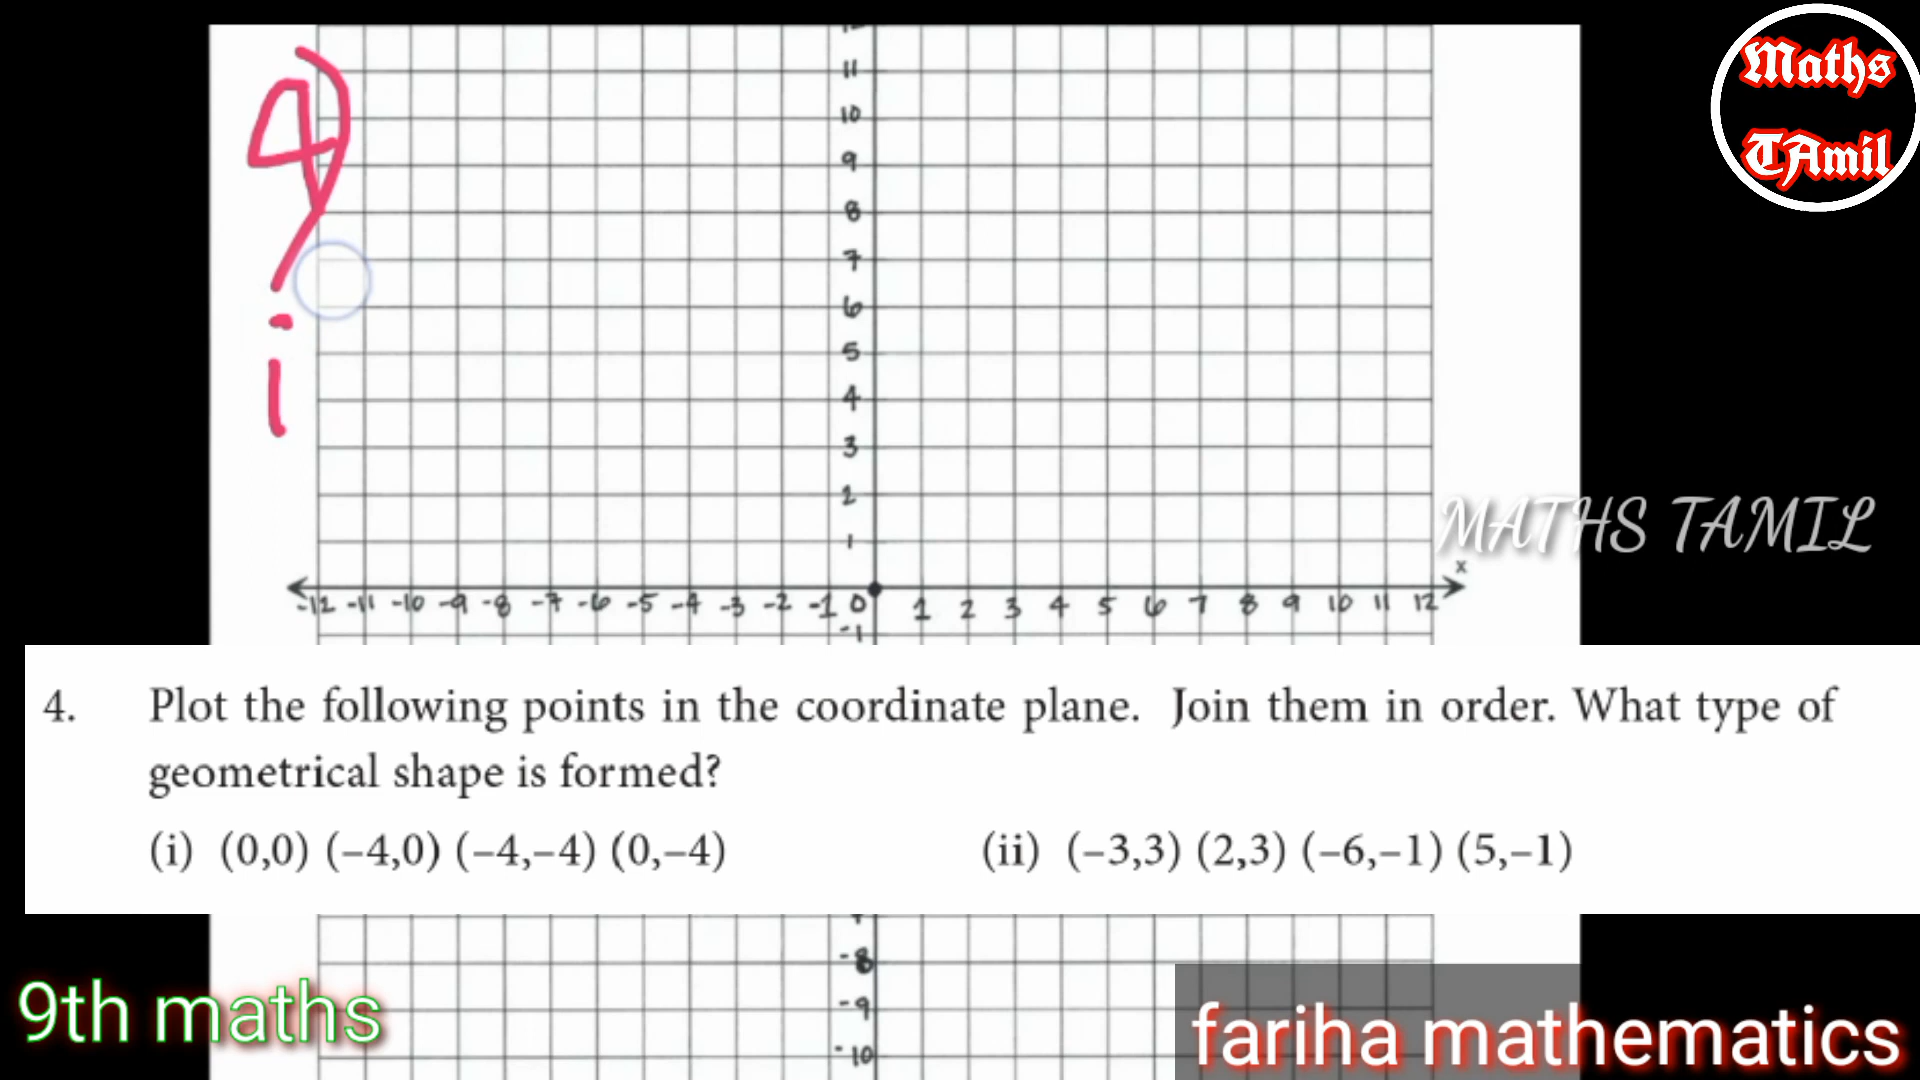 4)
i
12
11
10
9
8
7
6
5
4
3
2
1
x
-12 -11 -10 -9 -8 -7 -6 -5 -4 -3 -2 -1 0 1 2 3 4 5 6 7 8 9 10 11 12
-1
Maths
TAmil
MATHS TAMIL
4. Plot the following points in the coordinate plane. Join them in order. What type of
geometrical shape is formed?
(i) (0,0) (–4,0) (–4,–4) (0,–4) (ii) (–3,3) (2,3) (–6,–1) (5,–1)
-8
-9
-10
9th maths
fariha mathematics